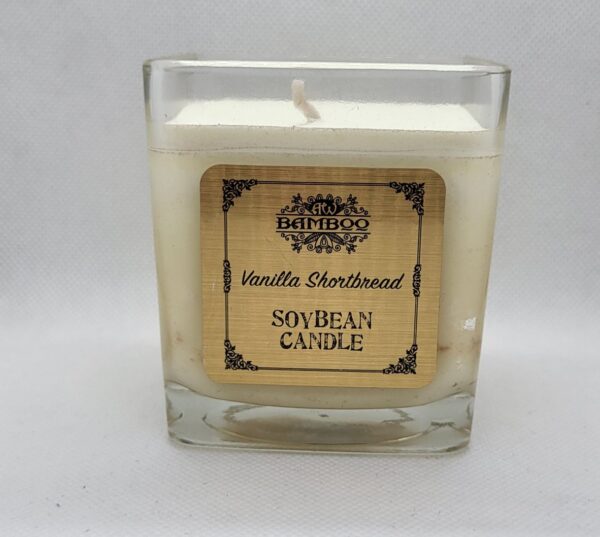 AW
BAMBOO
Vanilla Shortbread
SOYBEAN
CANDLE